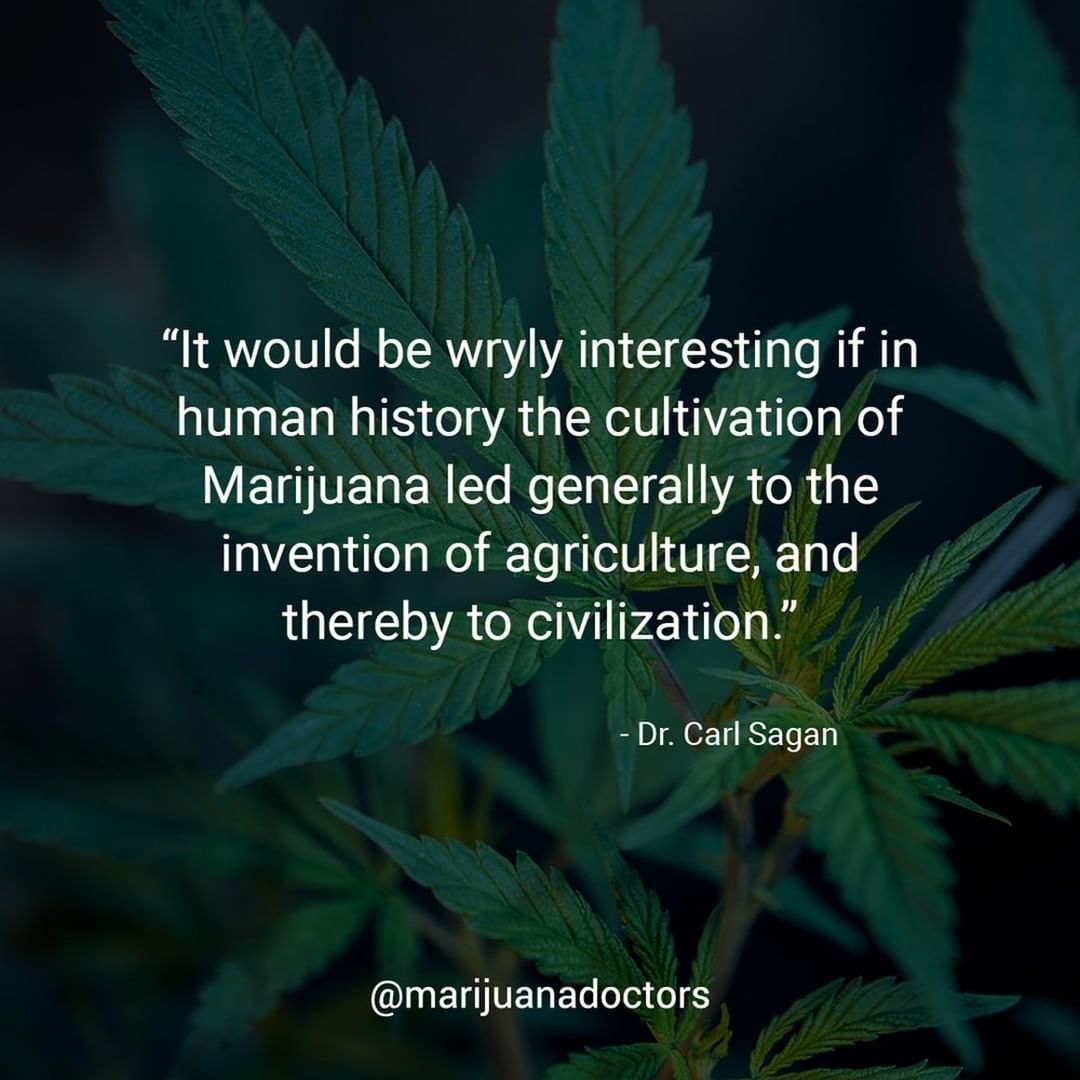 “It would be wryly interesting if in
human history the cultivation of
Marijuana led generally to the
invention of agriculture, and
thereby to civilization.”
- Dr. Carl Sagan
@marijuanadoctors